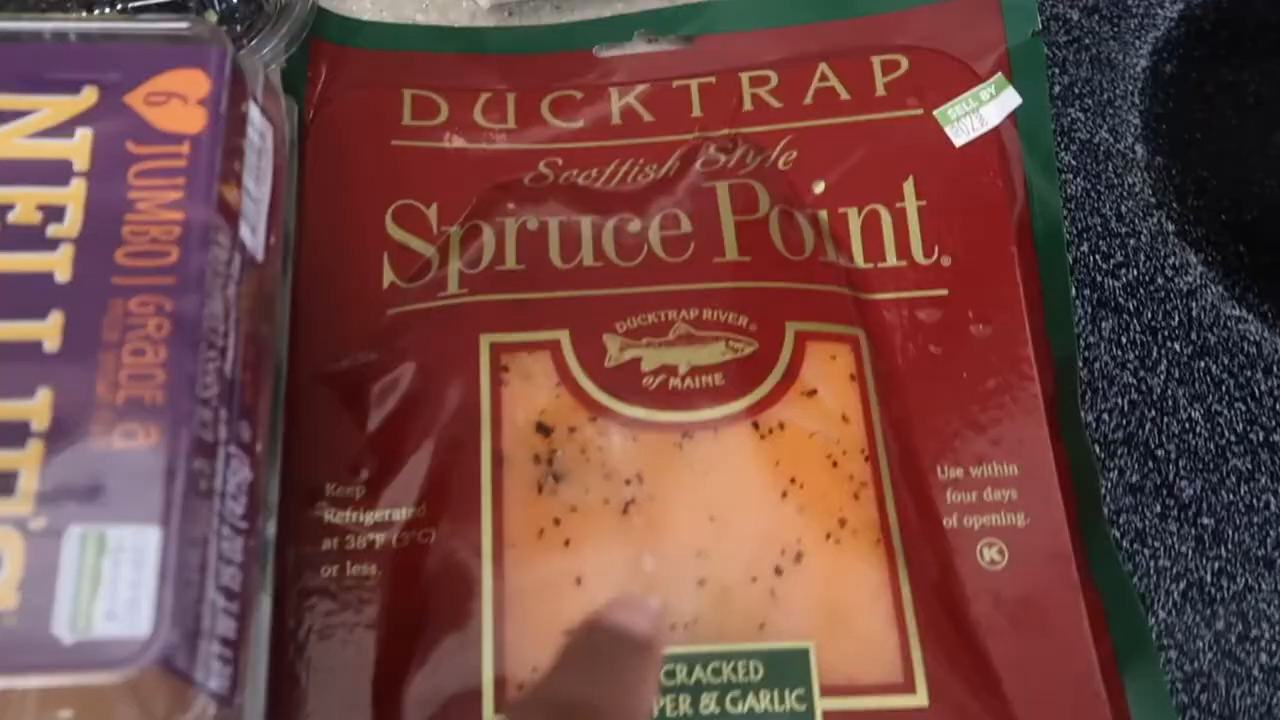 DUCKTRAP
Scottish Style
Spruce Point®
DUCKTRAP RIVER®
of MAINE
Keep
Refrigerated
at 38°F (3°C)
or less.
Use within
four days
of opening.
K
CRACKED
PER & GARLIC
SELL BY
6
JUMBO | GRADE a